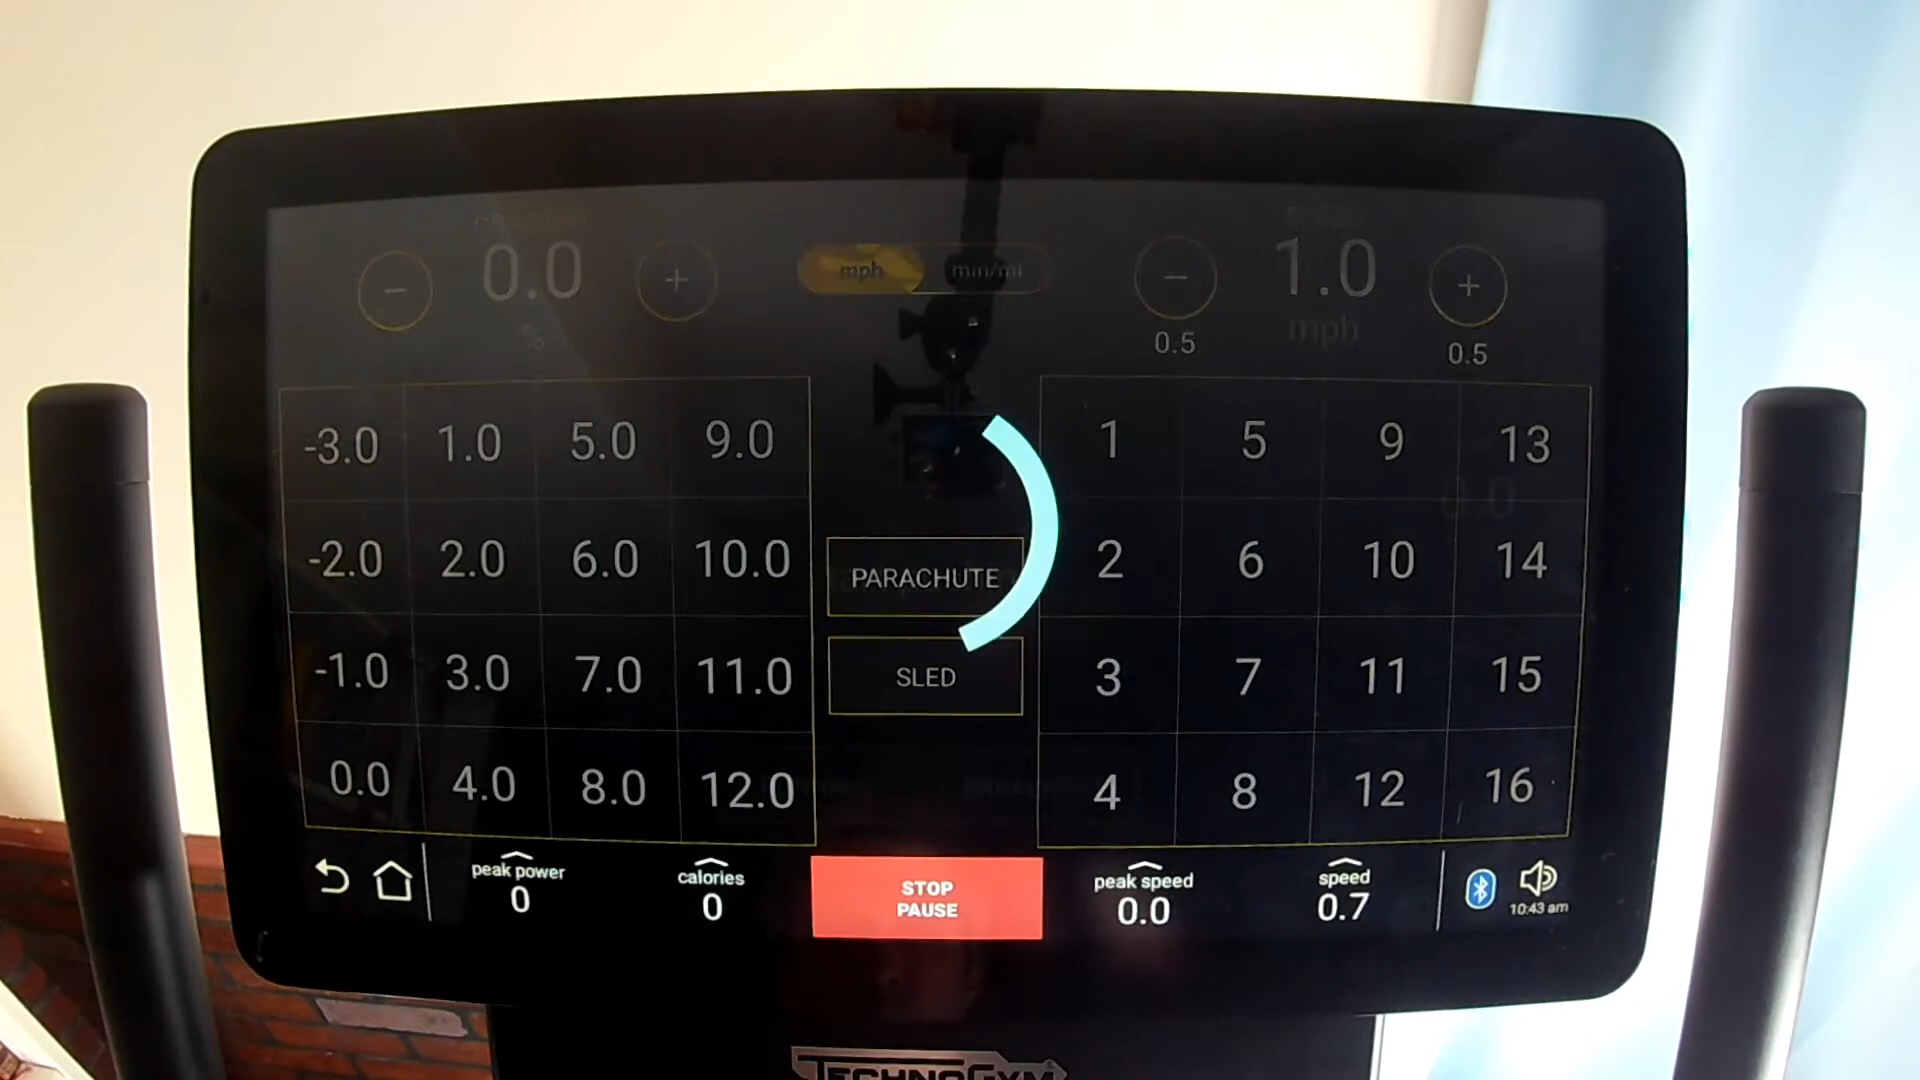 0.0
%
mph
min/mi
1.0
mph
0.5
0.5
-3.0 1.0 5.0 9.0
-2.0 2.0 6.0 10.0
-1.0 3.0 7.0 11.0
0.0 4.0 8.0 12.0
PARACHUTE
SLED
1 5 9 13
2 6 10 14
3 7 11 15
4 8 12 16
peak power
0
calories
0
STOP
PAUSE
peak speed
0.0
speed
0.7
10:43 am
TECHNOGYM